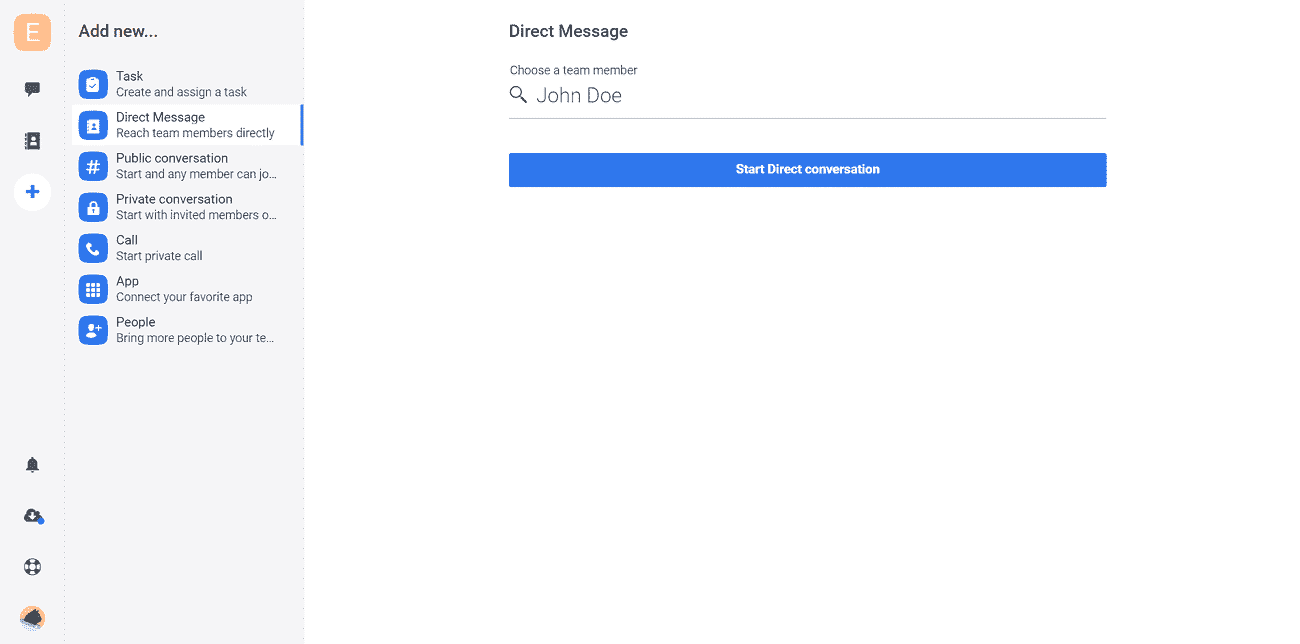 E
Add new...
Task
Create and assign a task
Direct Message
Reach team members directly
Public conversation
Start and any member can jo...
Private conversation
Start with invited members o...
Call
Start private call
App
Connect your favorite app
People
Bring more people to your te...
Direct Message
Choose a team member
John Doe
Start Direct conversation